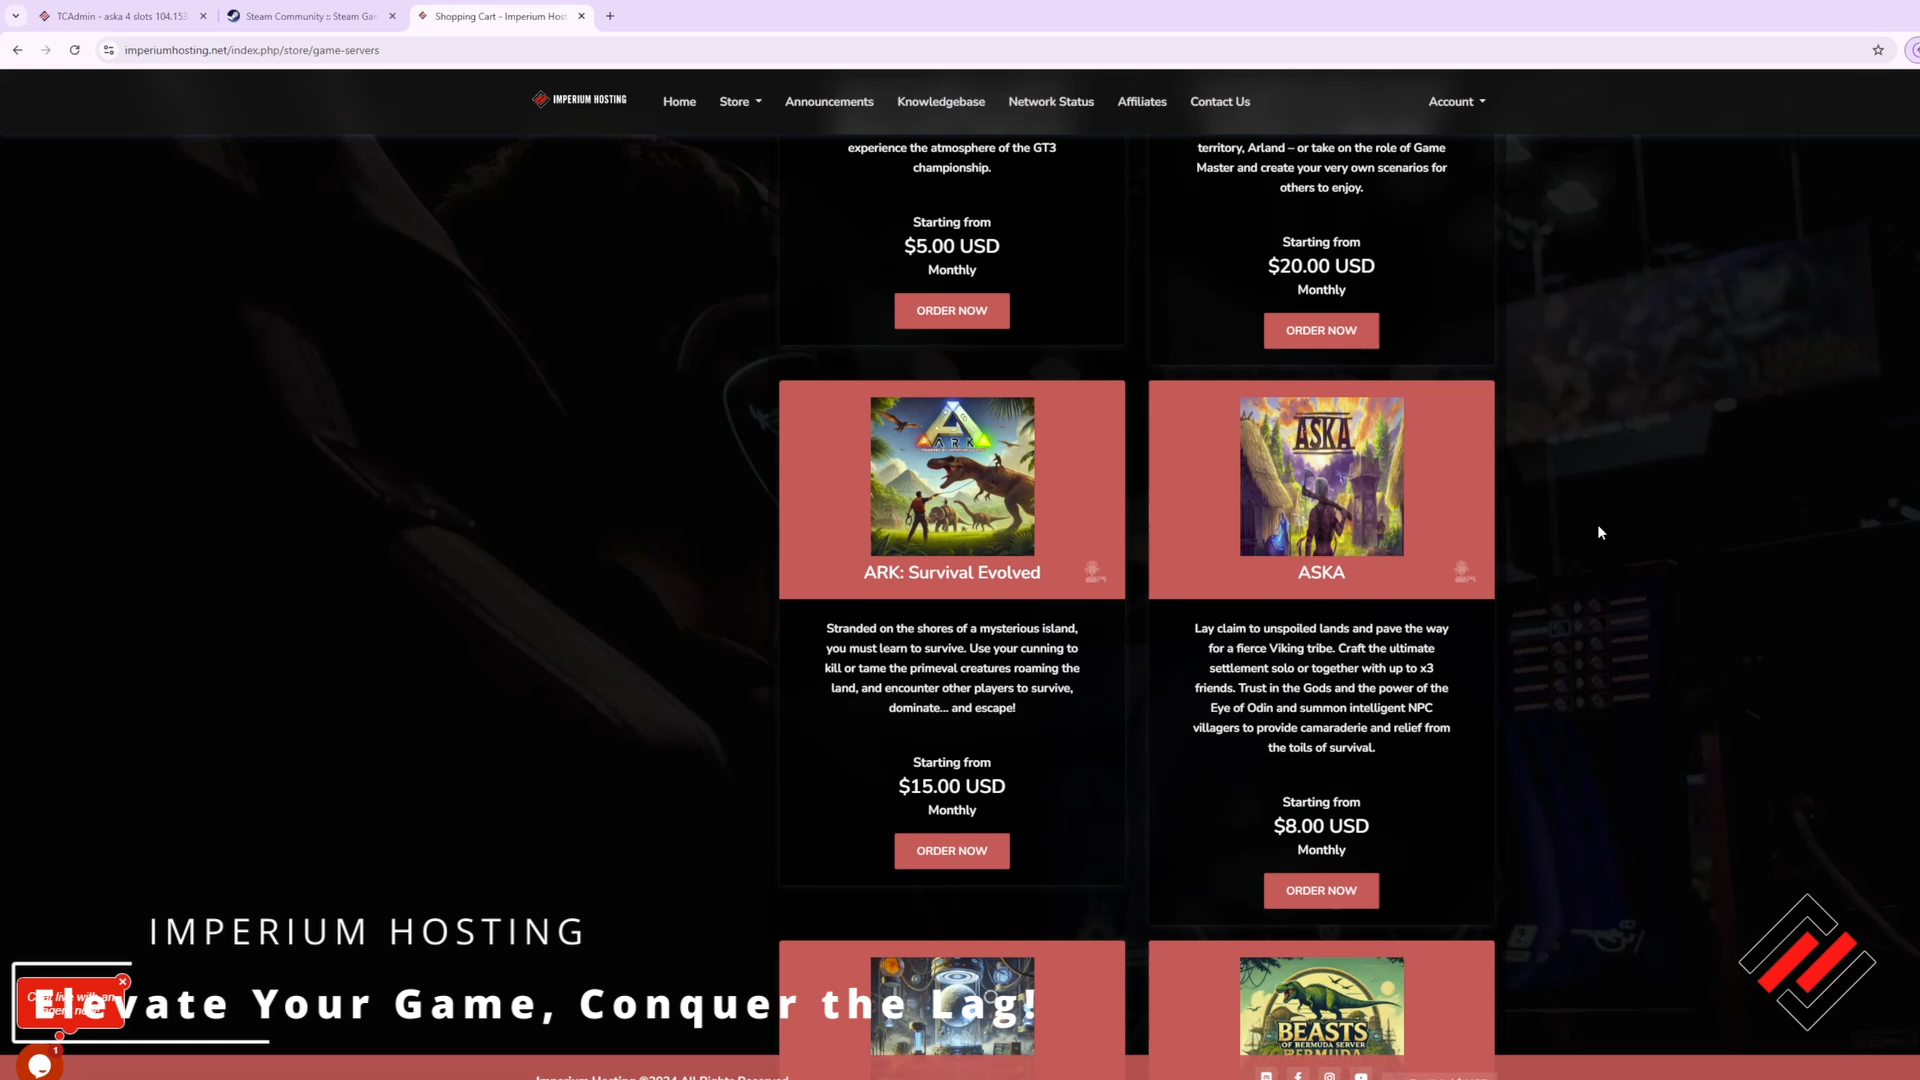 TCAdmin - aska 4 slots 104.153.
Steam Community :: Steam Gam
Shopping Cart - Imperium Host
imperiumhosting.net/index.php/store/game-servers
IMPERIUM HOSTING
Home
Store
Announcements
Knowledgebase
Network Status
Affiliates
Contact Us
Account
experience the atmosphere of the GT3
championship.
Starting from
$5.00 USD
Monthly
ORDER NOW
territory, Arland – or take on the role of Game
Master and create your very own scenarios for
others to enjoy.
Starting from
$20.00 USD
Monthly
ORDER NOW
ARK
ARK: Survival Evolved
Stranded on the shores of a mysterious island,
you must learn to survive. Use your cunning to
kill or tame the primeval creatures roaming the
land, and encounter other players to survive,
dominate... and escape!
Starting from
$15.00 USD
Monthly
ORDER NOW
ASKA
ASKA
Lay claim to unspoiled lands and pave the way
for a fierce Viking tribe. Craft the ultimate
settlement solo or together with up to x3
friends. Trust in the Gods and the power of the
Eye of Odin and summon intelligent NPC
villagers to provide camaraderie and relief from
the toils of survival.
Starting from
$8.00 USD
Monthly
ORDER NOW
BEASTS
OF BERMUDA SERVER
BERMUDA
IMPERIUM HOSTING
Elevate Your Game, Conquer the Lag!
1
Imperium Hosting ©2024 All Rights Reserved